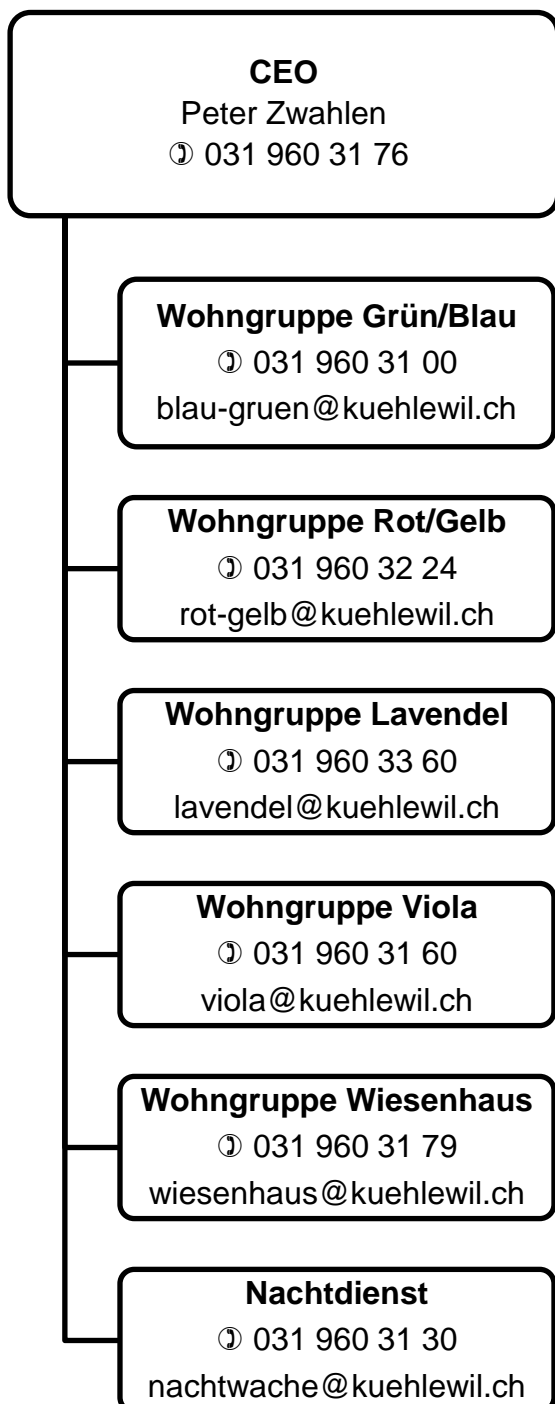 CEO
Peter Zwahlen
✆ 031 960 31 76
Wohngruppe Grün/Blau
✆ 031 960 31 00
blau-gruen@kuehlewil.ch
Wohngruppe Rot/Gelb
✆ 031 960 32 24
rot-gelb@kuehlewil.ch
Wohngruppe Lavendel
✆ 031 960 33 60
lavendel@kuehlewil.ch
Wohngruppe Viola
✆ 031 960 31 60
viola@kuehlewil.ch
Wohngruppe Wiesenhaus
✆ 031 960 31 79
wiesenhaus@kuehlewil.ch
Nachtdienst
✆ 031 960 31 30
nachtwache@kuehlewil.ch